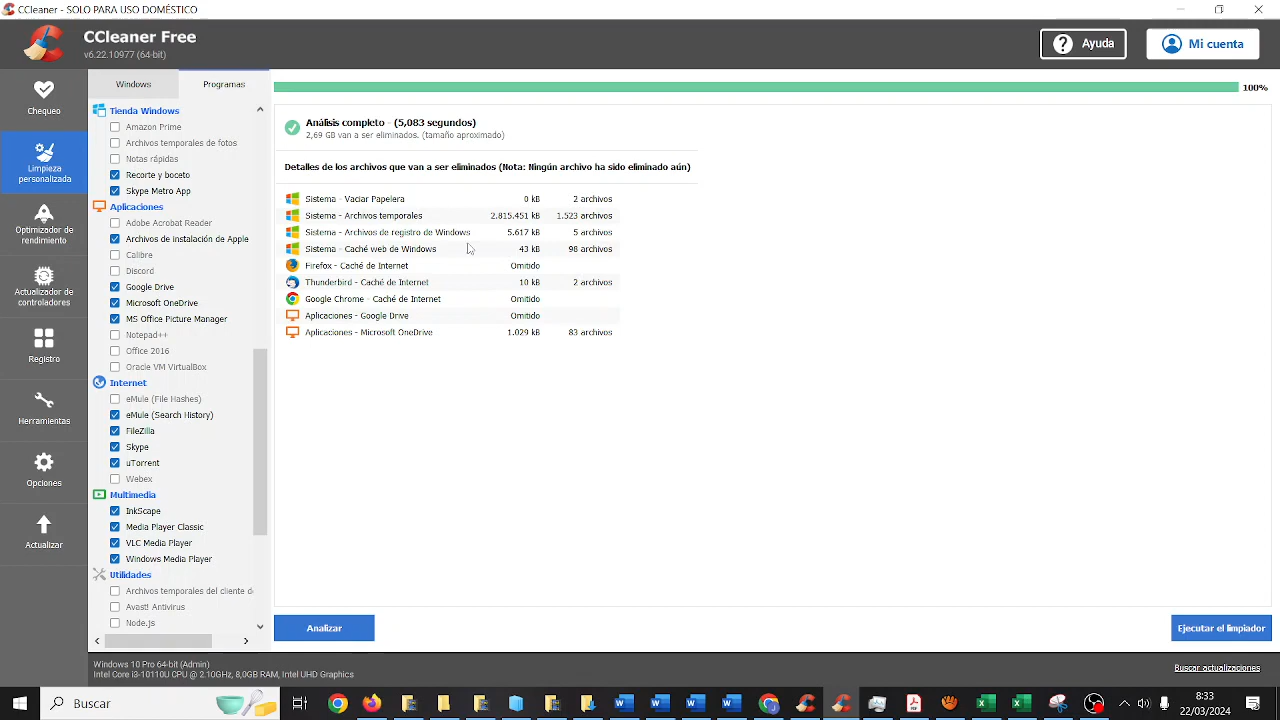 CCleaner - SOLO PARA USO DOMÉSTICO
CCleaner Free
v6.22.10977 (64-bit)
Ayuda
Mi cuenta
Chequeo
Limpieza
personalizada
Optimizador de
rendimiento
Actualizador de
controladores
Registro
Herramientas
Opciones
Actualizar
Windows
Programas
Tienda Windows
Amazon Prime
Archivos temporales de fotos
Notas rápidas
Recorte y boceto
Skype Metro App
Aplicaciones
Adobe Acrobat Reader
Archivos de instalación de Apple
Calibre
Discord
Google Drive
Microsoft OneDrive
MS Office Picture Manager
Notepad++
Office 2016
Oracle VM VirtualBox
Internet
eMule (File Hashes)
eMule (Search History)
FileZilla
Skype
uTorrent
Webex
Multimedia
InkScape
Media Player Classic
VLC Media Player
Windows Media Player
Utilidades
Archivos temporales del cliente d
Avast! Antivirus
Node.js
100%
Análisis completo - (5,083 segundos)
2,69 GB van a ser eliminados. (tamaño aproximado)
Detalles de los archivos que van a ser eliminados (Nota: Ningún archivo ha sido eliminado aún)
Sistema - Vaciar Papelera 0 kB 2 archivos
Sistema - Archivos temporales 2.815.451 kB 1.523 archivos
Sistema - Archivos de registro de Windows 5.617 kB 5 archivos
Sistema - Caché web de Windows 43 kB 98 archivos
Firefox - Caché de Internet Omitido
Thunderbird - Caché de Internet 10 kB 2 archivos
Google Chrome - Caché de Internet Omitido
Aplicaciones - Google Drive Omitido
Aplicaciones - Microsoft OneDrive 1.029 kB 83 archivos
Analizar
Ejecutar el limpiador
Windows 10 Pro 64-bit (Admin)
Intel Core i3-10110U CPU @ 2.10GHz, 8,0GB RAM, Intel UHD Graphics
Buscar actualizaciones
Buscar
8:33
22/03/2024